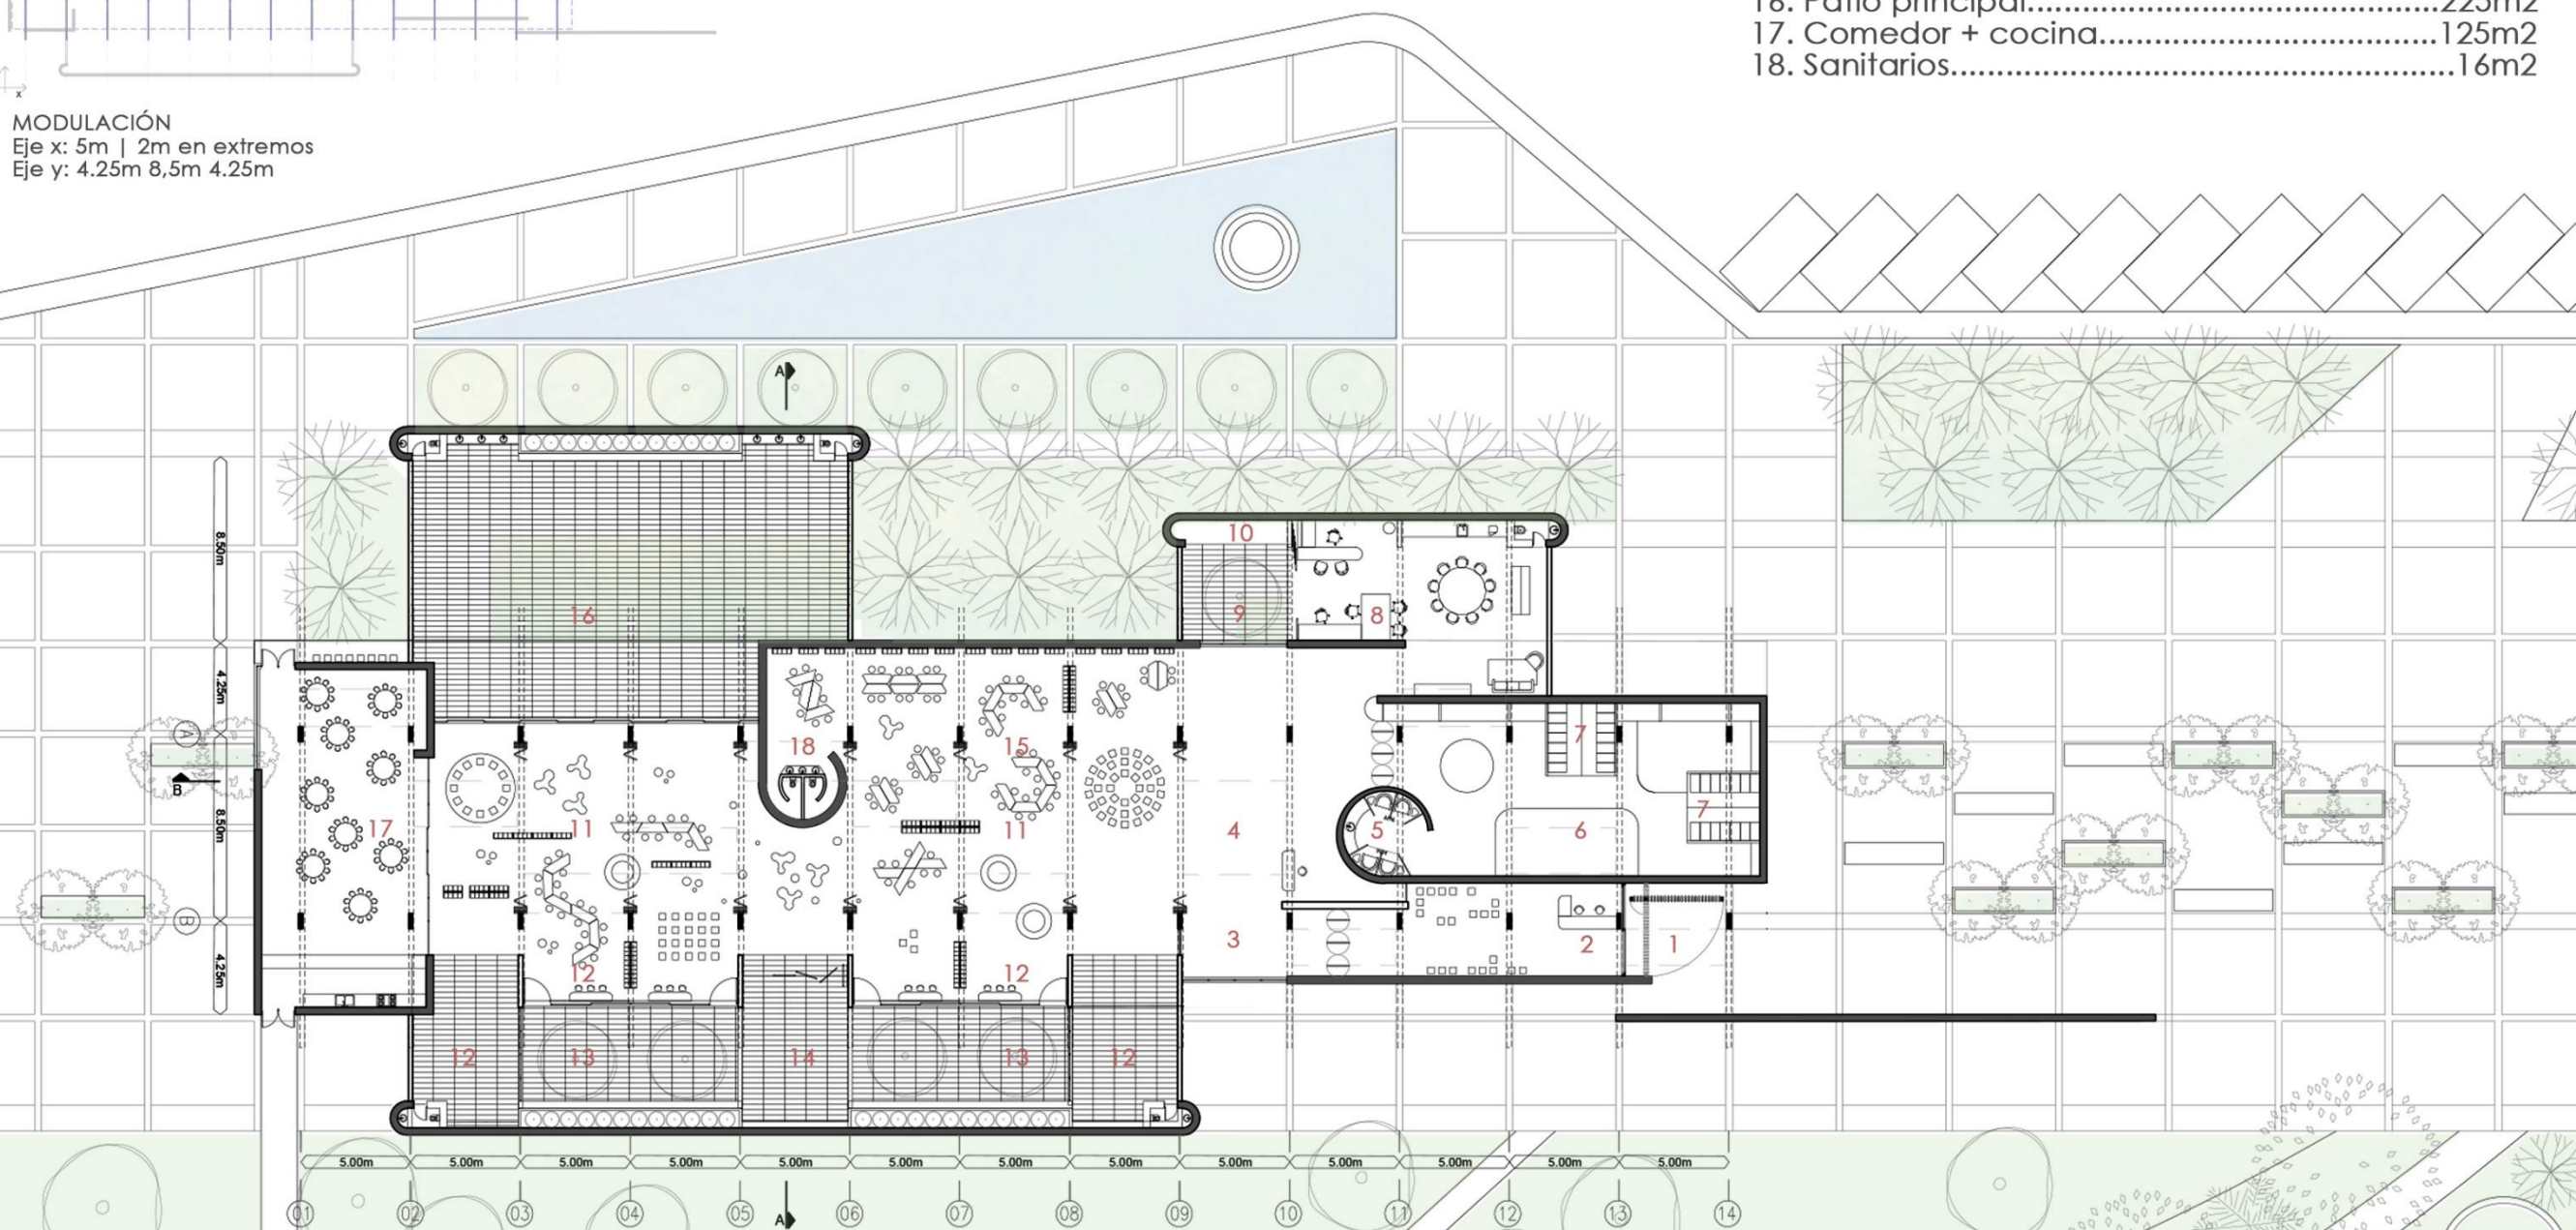 16. Patio principal............................................225m2
17. Comedor + cocina....................................125m2
18. Sanitarios.....................................................16m2
x
MODULACIÓN
Eje x: 5m | 2m en extremos
Eje y: 4.25m 8,5m 4.25m
A
10
8.50m
16
9
8
4.25m
A
18
15
7
B
7
17
11
11
4
5
6
8.50m
B
3
2
1
4.25m
12
12
12
13
14
13
12
5.00m 5.00m 5.00m 5.00m 5.00m 5.00m 5.00m 5.00m 5.00m 5.00m 5.00m 5.00m 5.00m
01 02 03 04 05 A 06 07 08 09 10 11 12 13 14